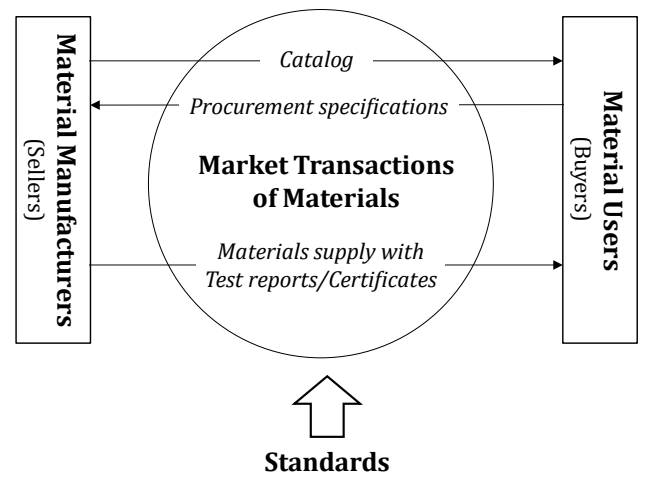 Material Manufacturers
(Sellers)
Catalog
Procurement specifications
Market Transactions
of Materials
Materials supply with
Test reports/Certificates
Material Users
(Buyers)
Standards